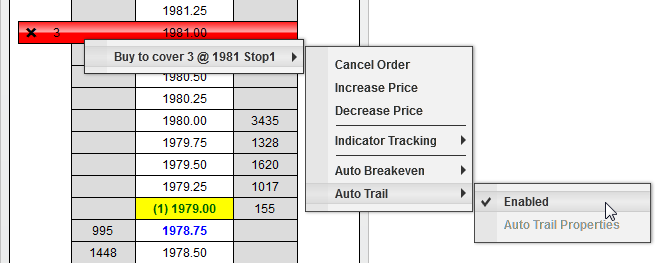 1981.25
3 1981.00
Buy to cover 3 @ 1981 Stop1
1980.50
1980.25
1980.00 3435
1979.75 1328
1979.50 1620
1979.25 1017
(1) 1979.00 155
995 1978.75
1448 1978.50
Cancel Order
Increase Price
Decrease Price
Indicator Tracking
Auto Breakeven
Auto Trail
Enabled
Auto Trail Properties